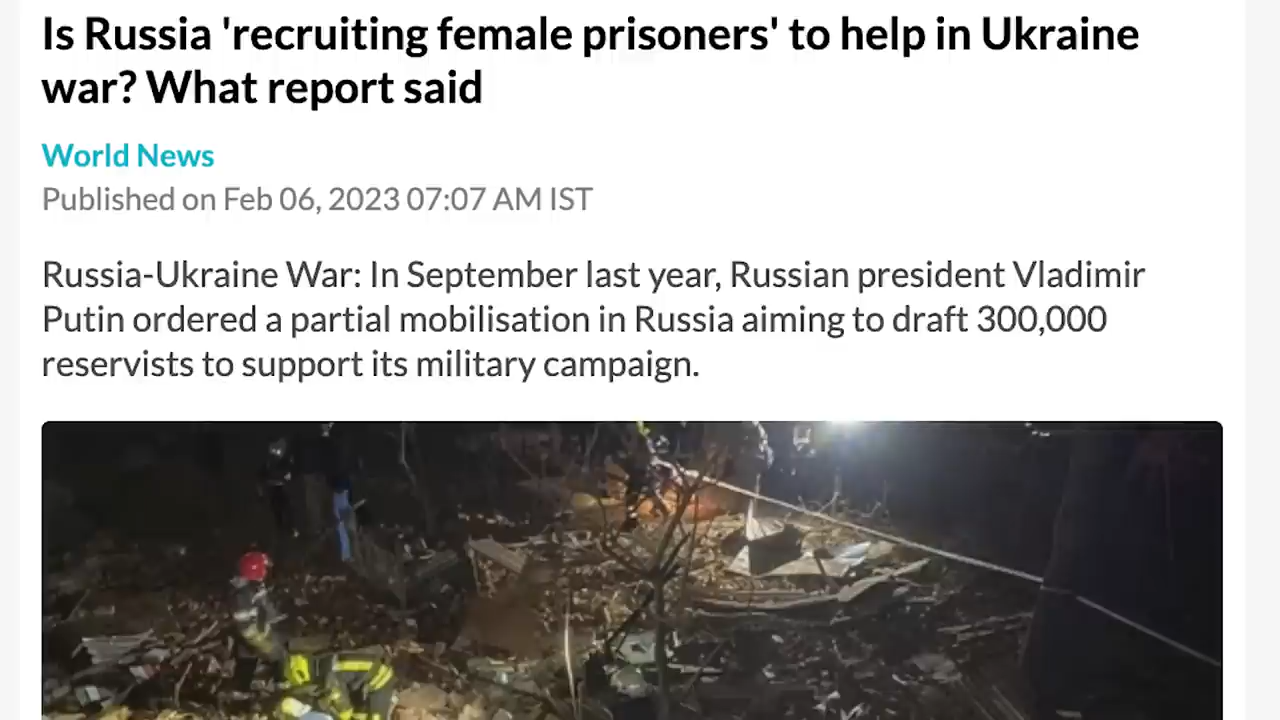 Is Russia 'recruiting female prisoners' to help in Ukraine
war? What report said
World News
Published on Feb 06, 2023 07:07 AM IST
Russia-Ukraine War: In September last year, Russian president Vladimir
Putin ordered a partial mobilisation in Russia aiming to draft 300,000
reservists to support its military campaign.